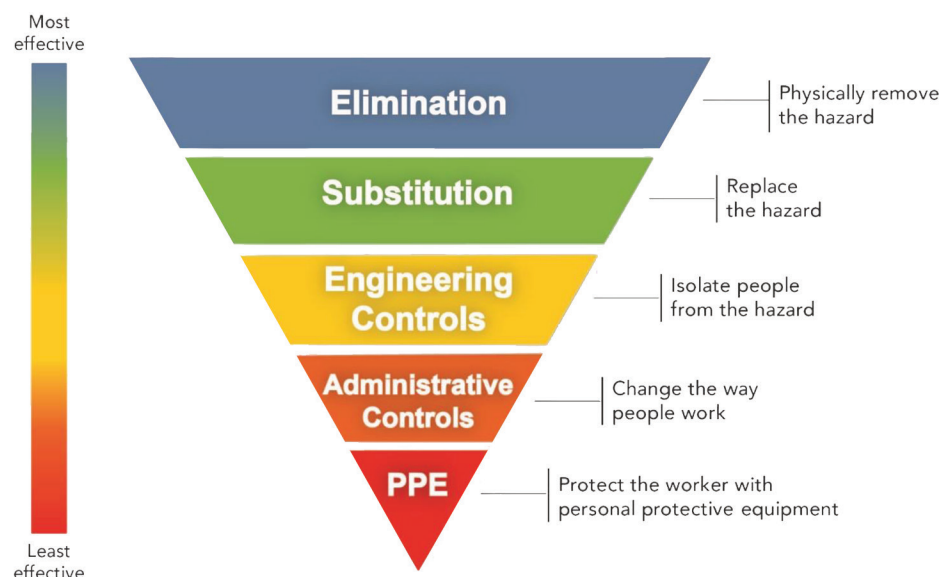 Most
effective
Elimination
Physically remove
the hazard
Substitution
Replace
the hazard
Engineering
Controls
Isolate people
from the hazard
Administrative
Controls
Change the way
people work
PPE
Protect the worker with
personal protective equipment
Least
effective